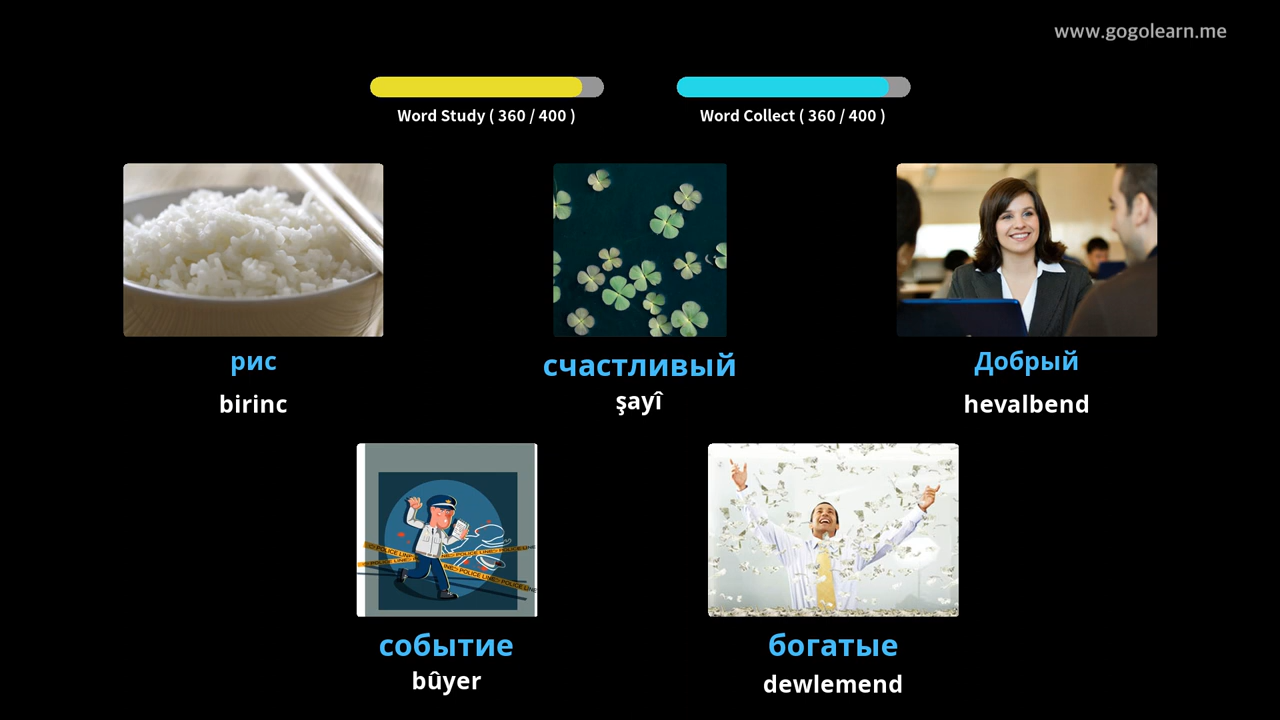 www.gogolearn.me
Word Study ( 360 / 400 )
Word Collect ( 360 / 400 )
рис
birinc
счастливый
şayî
Добрый
hevalbend
событие
bûyer
богатые
dewlemend